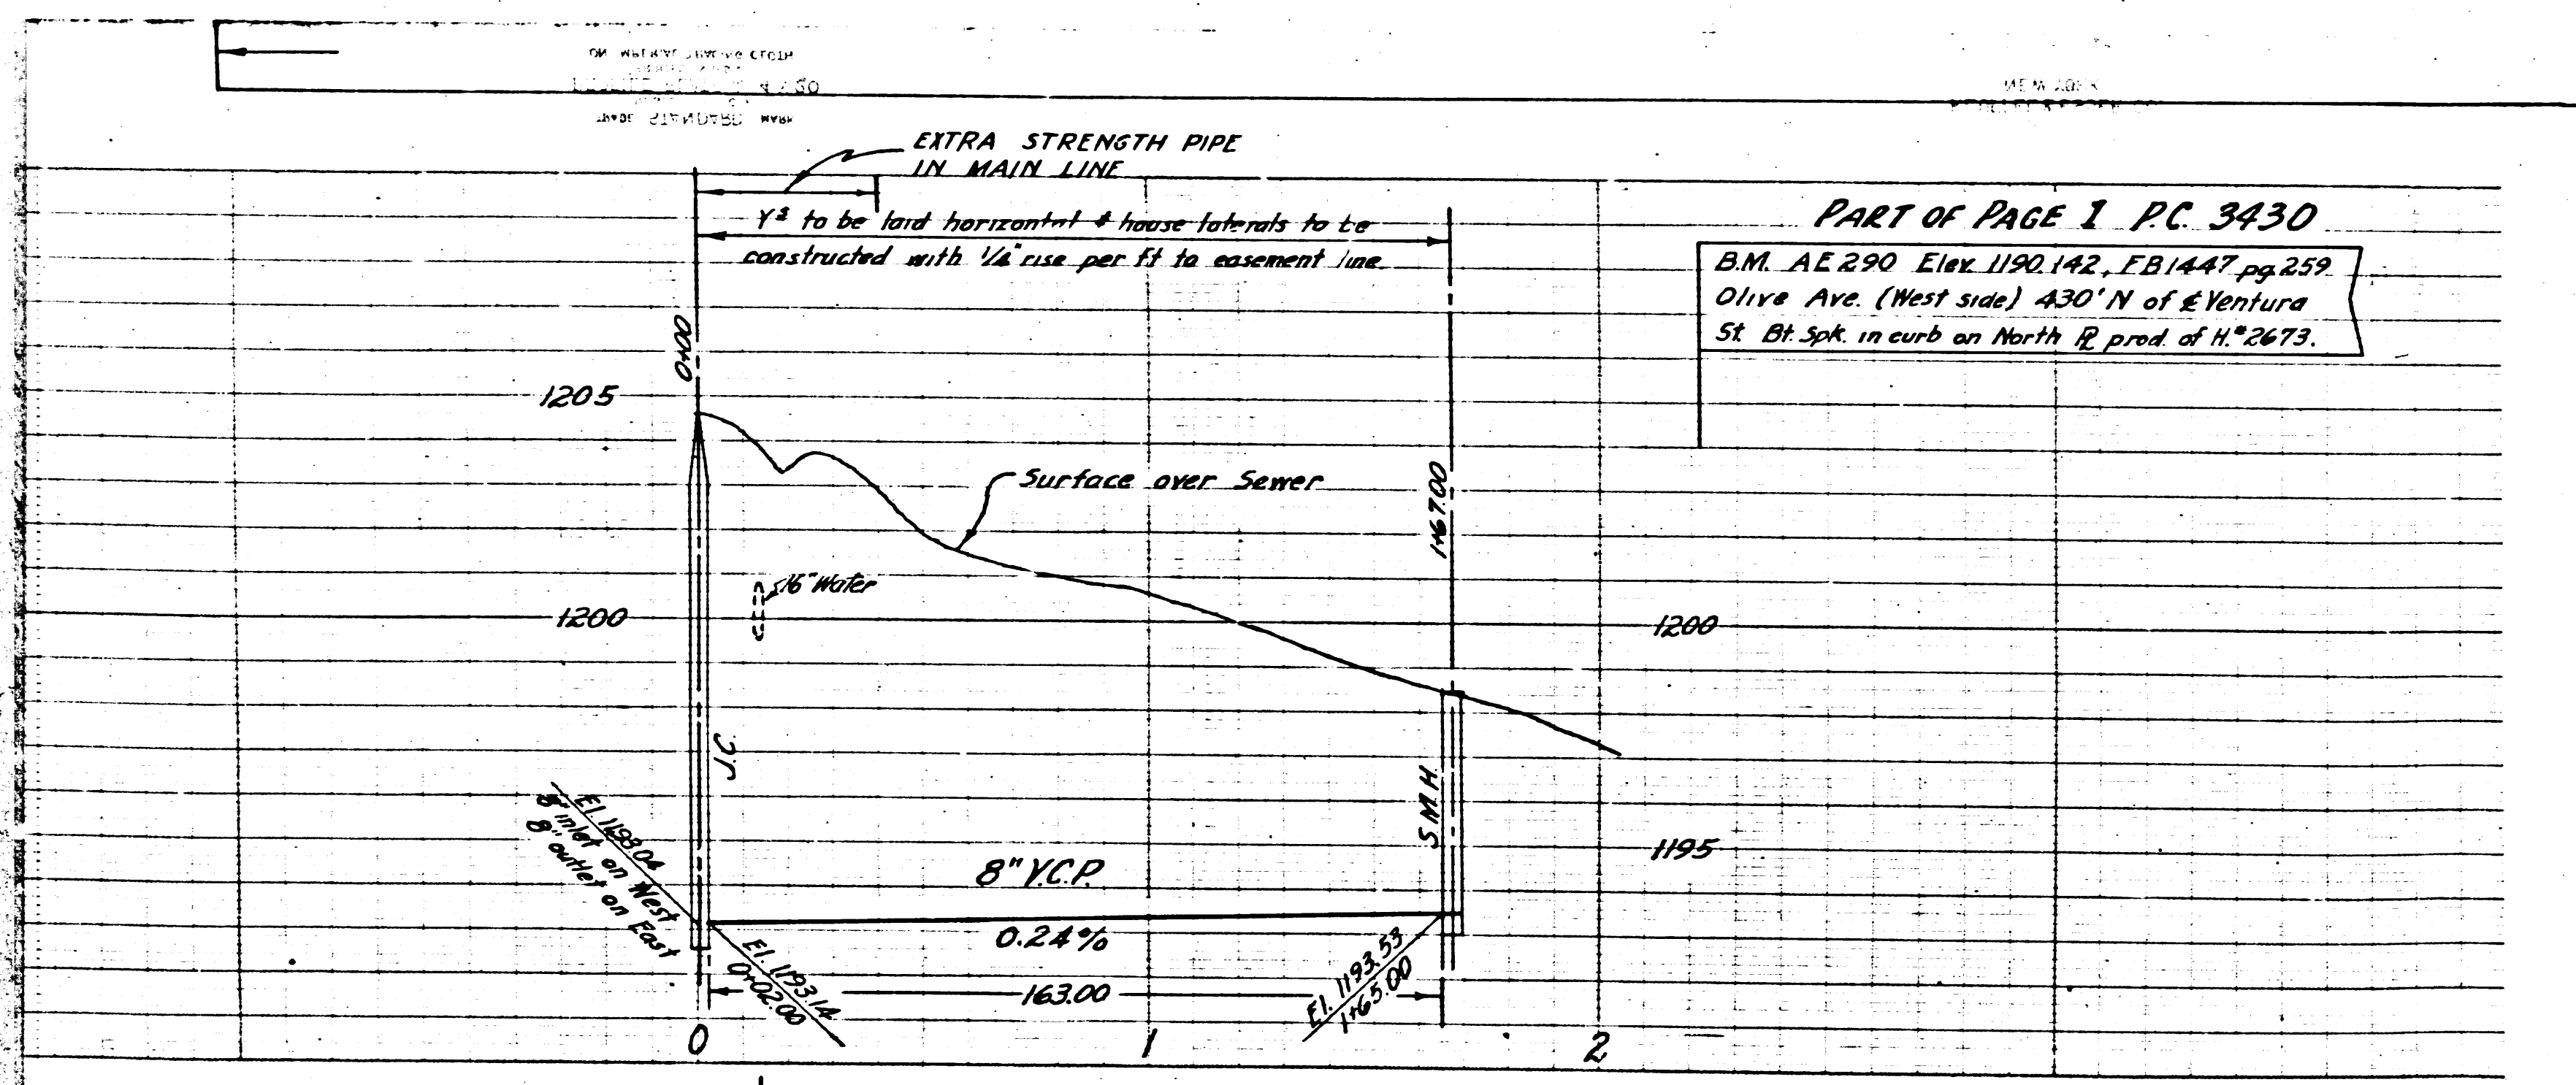 EXTRA STRENGTH PIPE
IN MAIN LINE
Ys to be laid horizontal & house laterals to be
constructed with 1/4" rise per ft to easement line
PART OF PAGE 1 P.C. 3430
B.M. AE 290 Elev. 1190.142, FB1447 pg.259
Olive Ave. (West side) 430' N of ℄ Ventura
St. Bt. Spk. in curb on North PL prod. of H.#2673.
0+00
1205
Surface over Sewer
1+67.00
16" Water
1200
1200
J.C.
S.M.H.
1195
El. 1193.04
8" inlet on West
8" outlet on East
8" V.C.P.
0.24%
El. 1193.14
0+02.00
163.00
El. 1193.53
1+65.00
0
1
2